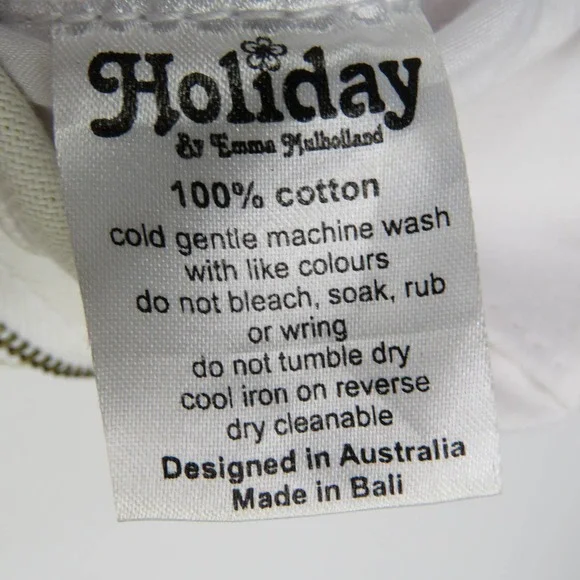 Holiday
By Emma Mulholland
100% cotton
cold gentle machine wash
with like colours
do not bleach, soak, rub
or wring
do not tumble dry
cool iron on reverse
dry cleanable
Designed in Australia
Made in Bali